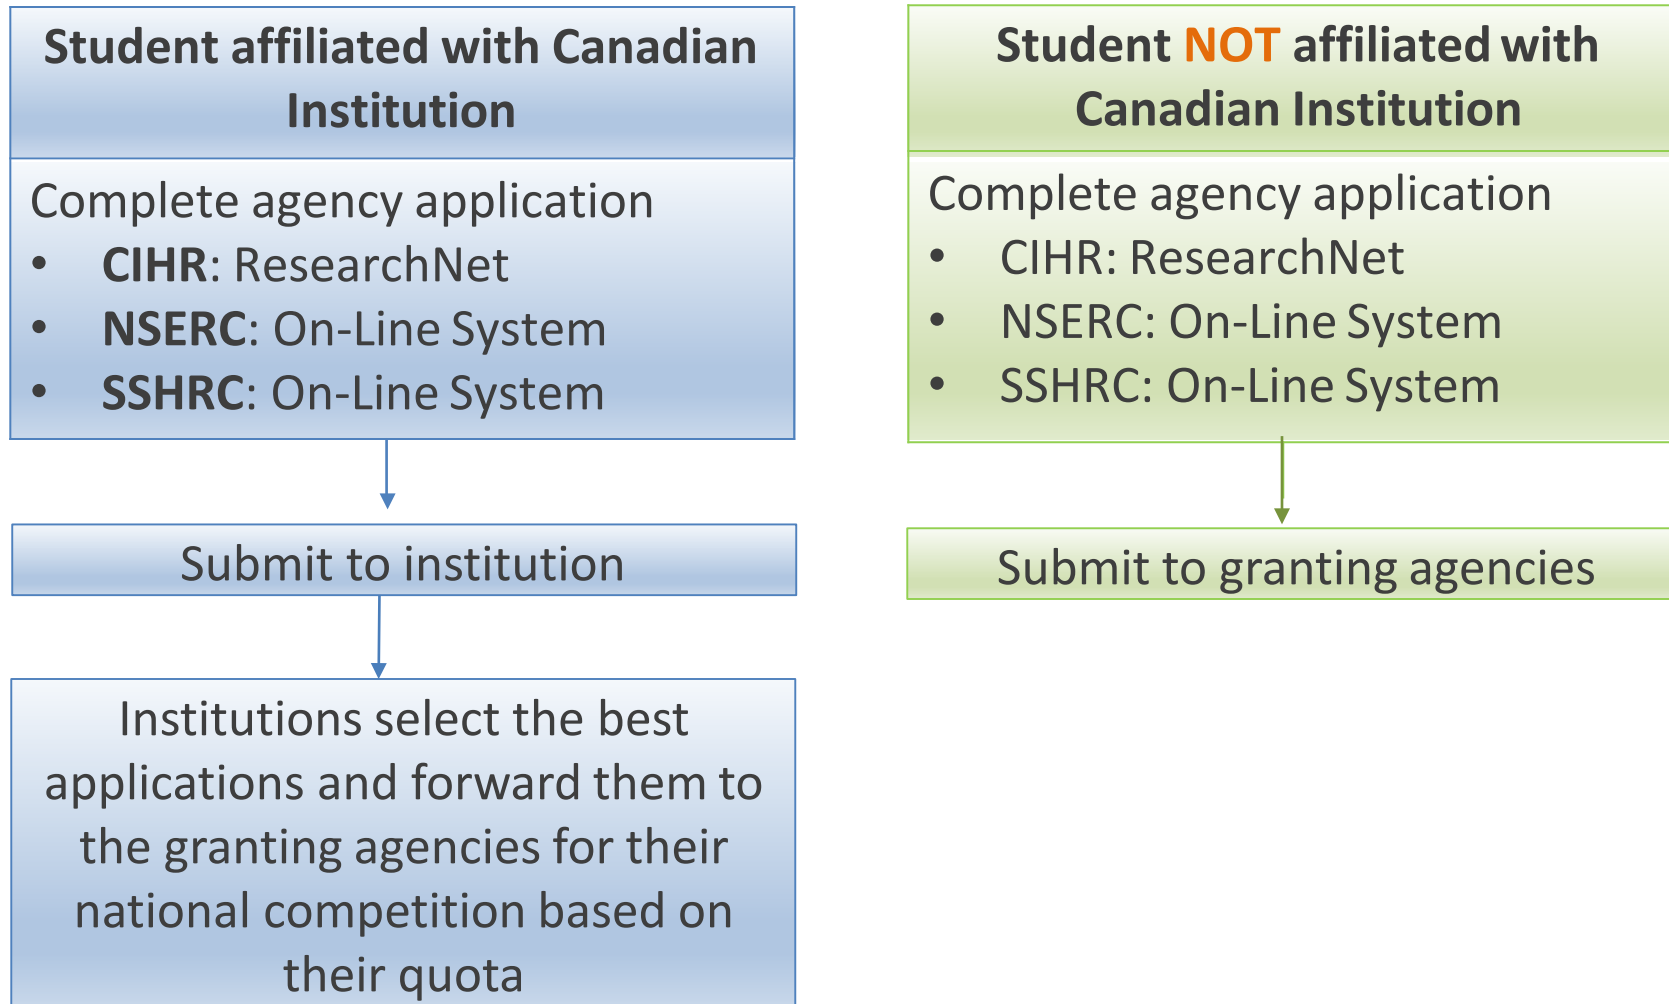 Student affiliated with Canadian
Institution
Complete agency application
• CIHR: ResearchNet
• NSERC: On-Line System
• SSHRC: On-Line System
Submit to institution
Institutions select the best
applications and forward them to
the granting agencies for their
national competition based on
their quota
Student NOT affiliated with
Canadian Institution
Complete agency application
• CIHR: ResearchNet
• NSERC: On-Line System
• SSHRC: On-Line System
Submit to granting agencies